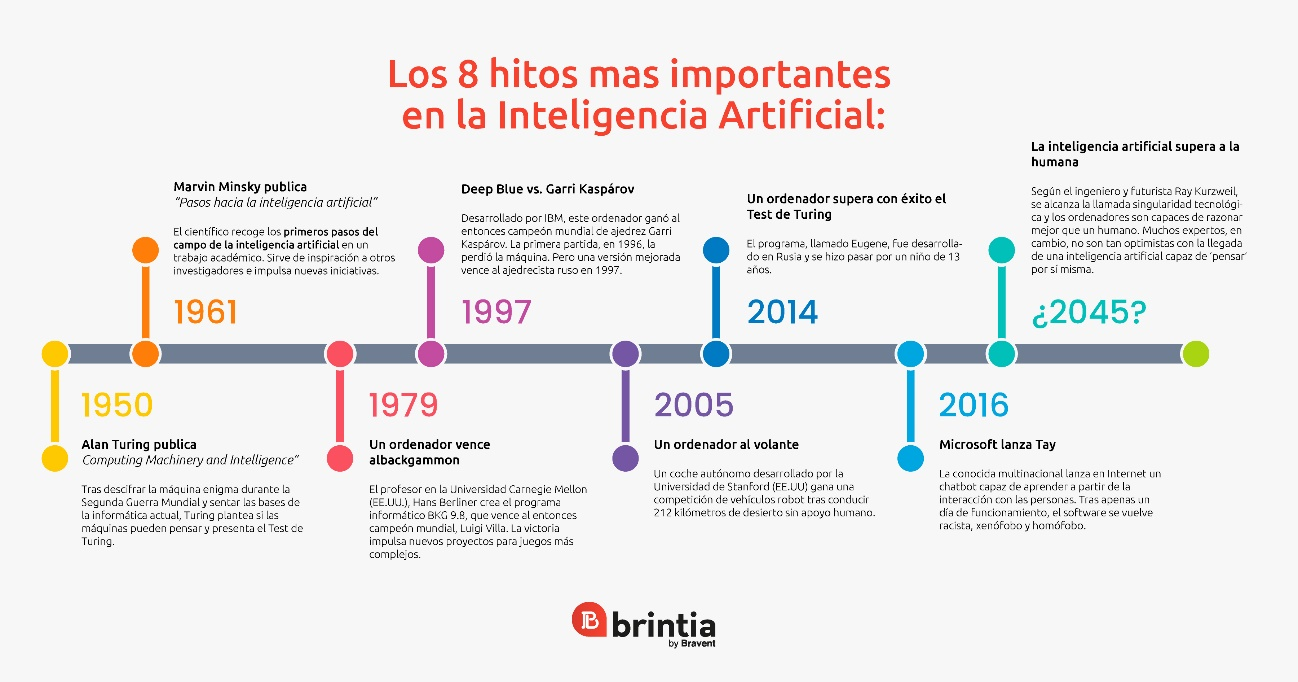 Los 8 hitos mas importantes
en la Inteligencia Artificial:
1950
Alan Turing publica
Computing Machinery and Intelligence”
Tras descifrar la máquina enigma durante la
Segunda Guerra Mundial y sentar las bases de
la informática actual, Turing plantea si las
máquinas pueden pensar y presenta el Test de
Turing.
Marvin Minsky publica
“Pasos hacia la inteligencia artificial”
El científico recoge los primeros pasos del
campo de la inteligencia artificial en un
trabajo académico. Sirve de inspiración a otros
investigadores e impulsa nuevas iniciativas.
1961
1979
Un ordenador vence
albackgammon
El profesor en la Universidad Carnegie Mellon
(EE.UU.), Hans Berliner crea el programa
informático BKG 9.8, que vence al entonces
campeón mundial, Luigi Villa. La victoria
impulsa nuevos proyectos para juegos más
complejos.
Deep Blue vs. Garri Kaspárov
Desarrollado por IBM, este ordenador ganó al
entonces campeón mundial de ajedrez Garri
Kaspárov. La primera partida, en 1996, la
perdió la máquina. Pero una versión mejorada
vence al ajedrecista ruso en 1997.
1997
2005
Un ordenador al volante
Un coche autónomo desarrollado por la
Universidad de Stanford (EE.UU) gana una
competición de vehículos robot tras conducir
212 kilómetros de desierto sin apoyo humano.
Un ordenador supera con éxito el
Test de Turing
El programa, llamado Eugene, fue desarrolla-
do en Rusia y se hizo pasar por un niño de 13
años.
2014
2016
Microsoft lanza Tay
La conocida multinacional lanza en Internet un
chatbot capaz de aprender a partir de la
interacción con las personas. Tras apenas un
día de funcionamiento, el software se vuelve
racista, xenófobo y homófobo.
La inteligencia artificial supera a la
humana
Según el ingeniero y futurista Ray Kurzweil,
se alcanza la llamada singularidad tecnológi-
ca y los ordenadores son capaces de razonar
mejor que un humano. Muchos expertos, en
cambio, no son tan optimistas con la llegada
de una inteligencia artificial capaz de ‘pensar’
por sí misma.
¿2045?
brintia
by Bravent